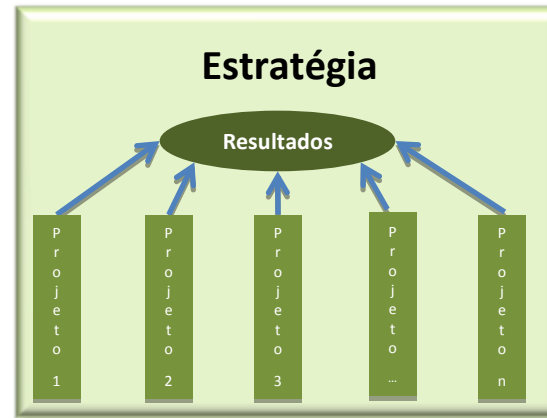 Estratégia
Resultados
Projeto 1
Projeto 2
Projeto 3
Projeto ...
Projeto n